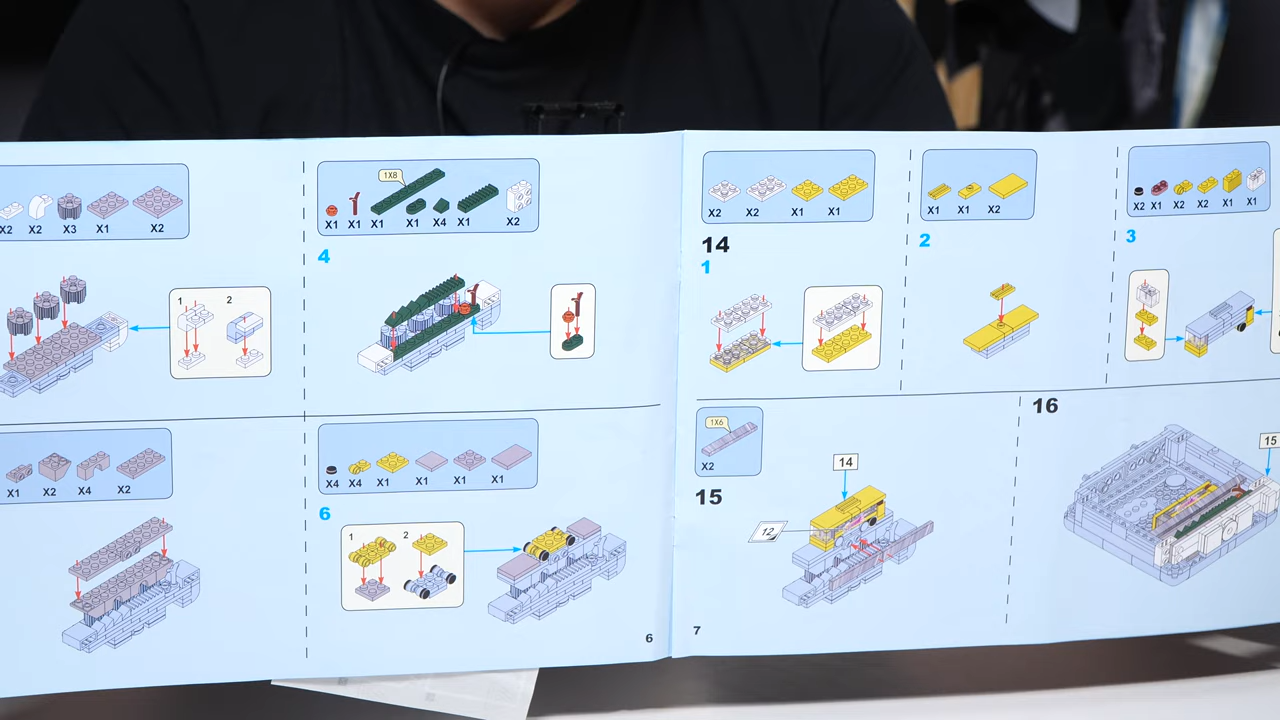 X2 X2 X3 X1 X2
1 2
1X8
X1 X1 X1 X1 X4 X1 X2
4
X1 X2 X4 X2
X4 X4 X1 X1 X1 X1
6
1 2
6
X2 X2 X1 X1
14
1
X1 X1 X2
2
X2 X1 X2 X2 X1 X1
3
1X6
X2
15
14
12
16
15
7